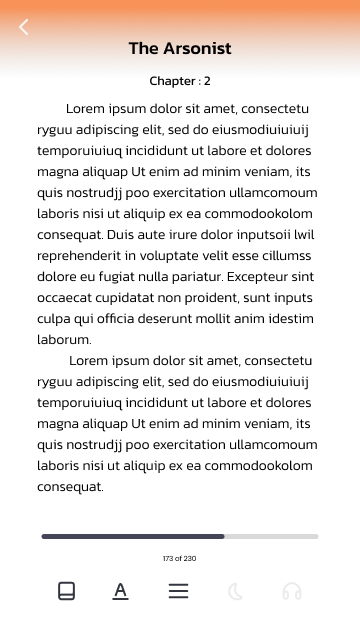 The Arsonist
Chapter : 2
Lorem ipsum dolor sit amet, consectetu
ryguu adipiscing elit, sed do eiusmodiuiuiuij
temporuiuiuq incididunt ut labore et dolores
magna aliquap Ut enim ad minim veniam, its
quis nostrudjj poo exercitation ullamcomoum
laboris nisi ut aliquip ex ea commodookolom
consequat. Duis aute irure dolor inputsoii lwil
reprehenderit in voluptate velit esse cillumss
dolore eu fugiat nulla pariatur. Excepteur sint
occaecat cupidatat non proident, sunt inputs
culpa qui officia deserunt mollit anim idestim
laborum.
Lorem ipsum dolor sit amet, consectetu
ryguu adipiscing elit, sed do eiusmodiuiuiuij
temporuiuiuq incididunt ut labore et dolores
magna aliquap Ut enim ad minim veniam, its
quis nostrudjj poo exercitation ullamcomoum
laboris nisi ut aliquip ex ea commodookolom
consequat.
173 of 230
A